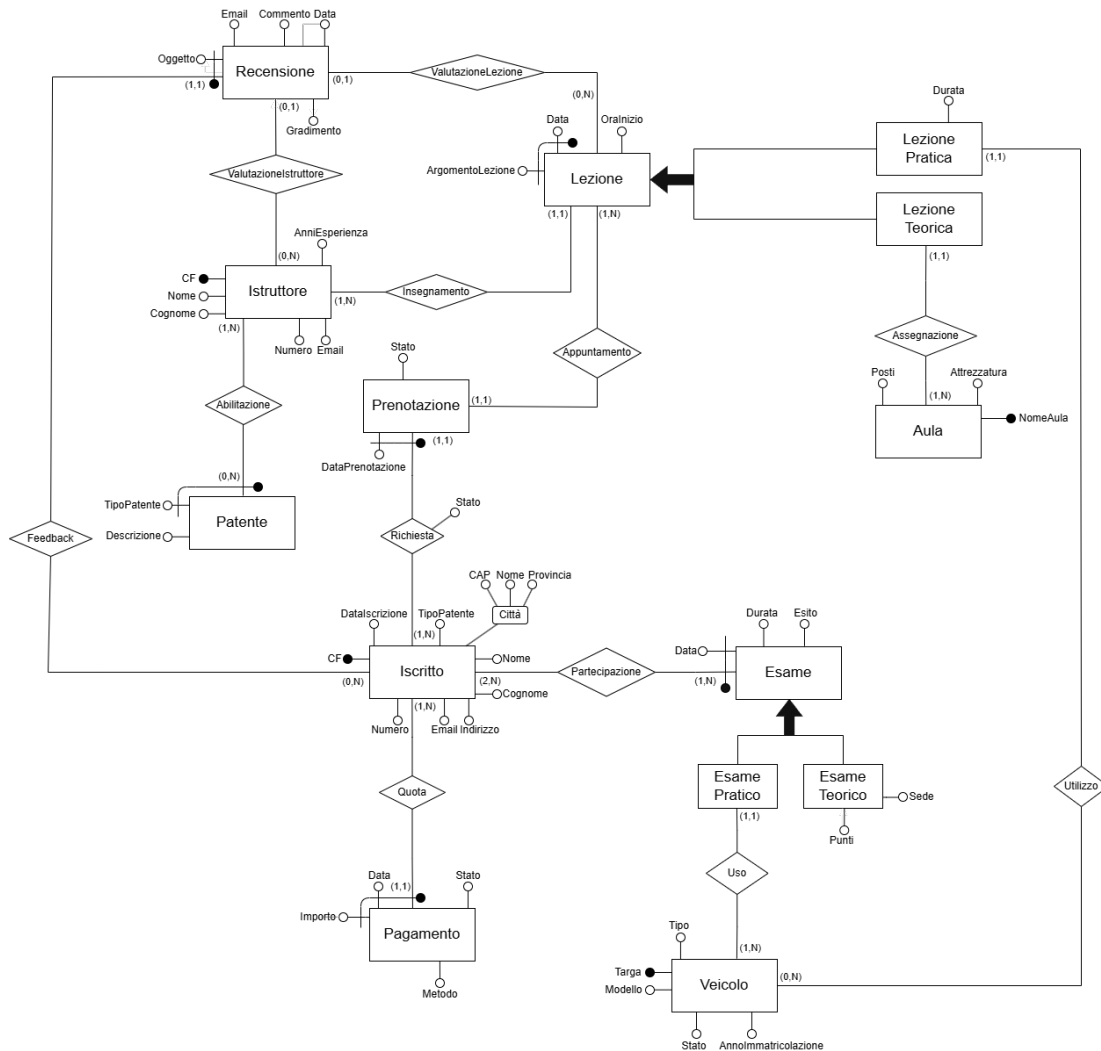 Email
Commento
Data
Oggetto
Recensione
(1,1)
(0,1)
(0,1)
Gradimento
ValutazioneLezione
(0,N)
Data
OraInizio
ArgomentoLezione
Lezione
(1,1)
(1,N)
Durata
Lezione
Pratica
(1,1)
Lezione
Teorica
(1,1)
ValutazioneIstruttore
(0,N)
AnniEsperienza
CF
Nome
Cognome
Istruttore
(1,N)
(1,N)
Numero
Email
Insegnamento
Appuntamento
Assegnazione
Posti
Attrezzatura
(1,N)
Aula
NomeAula
Stato
Prenotazione
(1,1)
(1,1)
DataPrenotazione
Abilitazione
(0,N)
TipoPatente
Descrizione
Patente
Feedback
Stato
Richiesta
CAP
Nome
Provincia
Cittá
DataIscrizione
TipoPatente
(1,N)
CF
Iscritto
Nome
Cognome
(0,N)
(1,N)
(2,N)
Numero
Email
Indirizzo
Partecipazione
Durata
Esito
Data
(1,N)
Esame
Esame
Pratico
(1,1)
Esame
Teorico
Sede
Punti
Utilizzo
Quota
Uso
Data
(1,1)
Stato
Importo
Pagamento
Metodo
Tipo
(1,N)
Targa
Modello
Veicolo
(0,N)
Stato
AnnoImmatricolazione